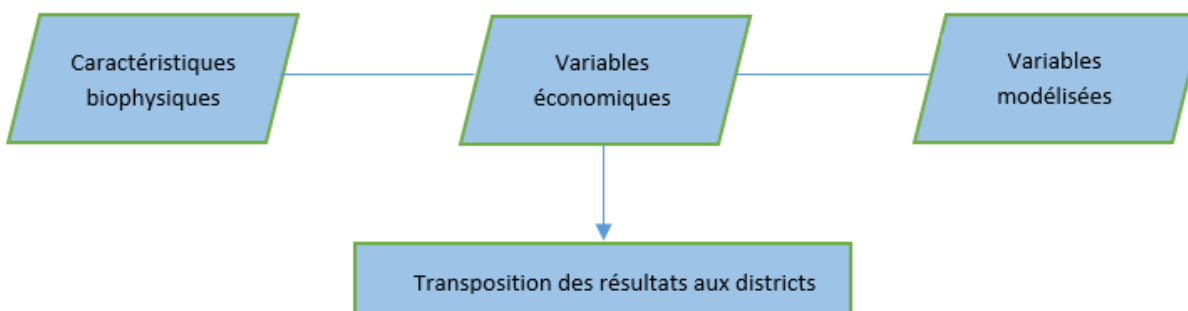 Caractéristiques
biophysiques
Variables
économiques
Variables
modélisées
Transposition des résultats aux districts